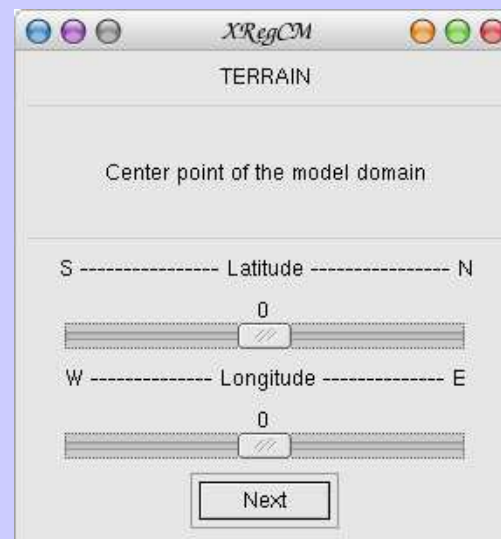 XRegCM
TERRAIN
Center point of the model domain
S ---------------- Latitude ---------------- N
0
W -------------- Longitude -------------- E
0
Next